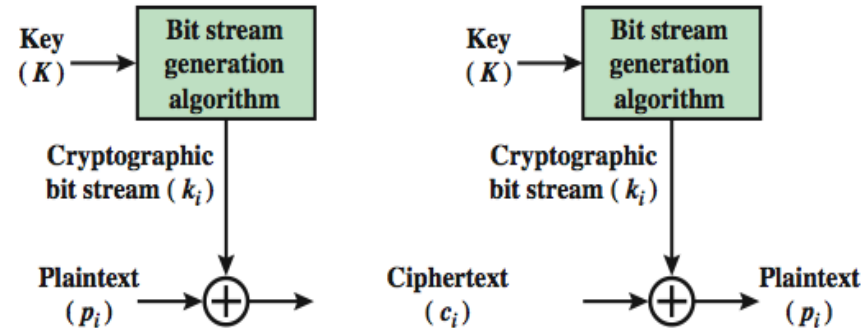 Key
(K)
Bit stream
generation
algorithm
Cryptographic
bit stream ( kᵢ)
Plaintext
(pᵢ)
Ciphertext
(cᵢ)
Key
(K)
Bit stream
generation
algorithm
Cryptographic
bit stream ( kᵢ)
Plaintext
(pᵢ)